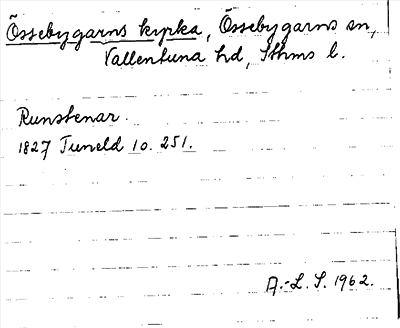 Össebygarns kyrka, Össebygarns sn,
Vallentuna hd, Sthms l.
Runstenar.
1827 Tuneld 10. 251.
A.-L. S. 1962.